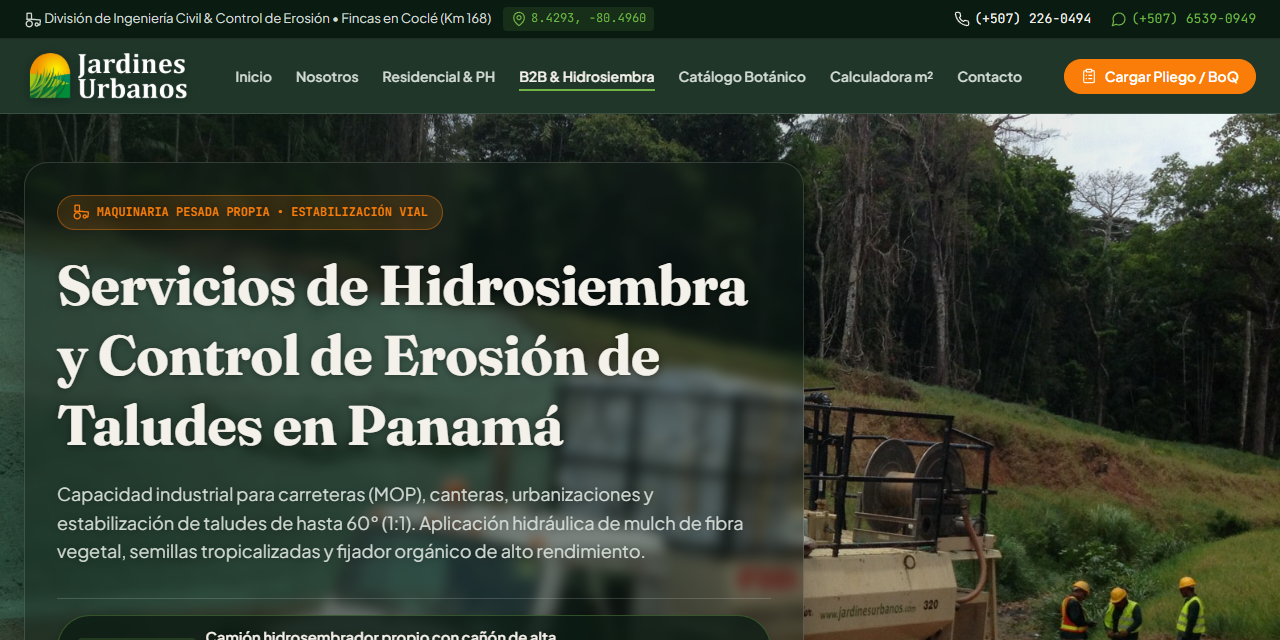 División de Ingeniería Civil & Control de Erosión • Fincas en Coclé (Km 168)
8.4293, -80.4960
(+507) 226-0494
(+507) 6539-0949
Jardines
Urbanos
Inicio
Nosotros
Residencial & PH
B2B & Hidrosiembra
Catálogo Botánico
Calculadora m²
Contacto
Cargar Pliego / BoQ
MAQUINARIA PESADA PROPIA • ESTABILIZACIÓN VIAL
Servicios de Hidrosiembra
y Control de Erosión de
Taludes en Panamá
Capacidad industrial para carreteras (MOP), canteras, urbanizaciones y
estabilización de taludes de hasta 60° (1:1). Aplicación hidráulica de mulch de fibra
vegetal, semillas tropicalizadas y fijador orgánico de alto rendimiento.
Camión hidrosembrador propio con cañón de alta
www.jardinesurbanos.com 320